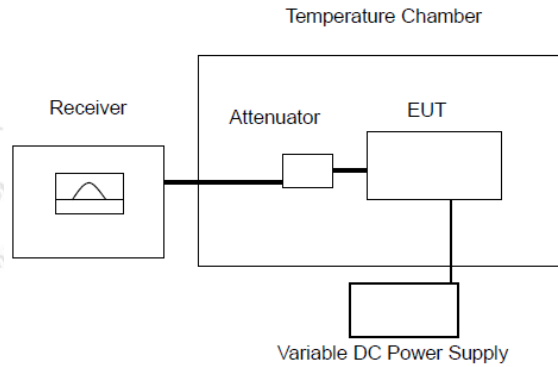 Temperature Chamber
Receiver
Attenuator
EUT
Variable DC Power Supply